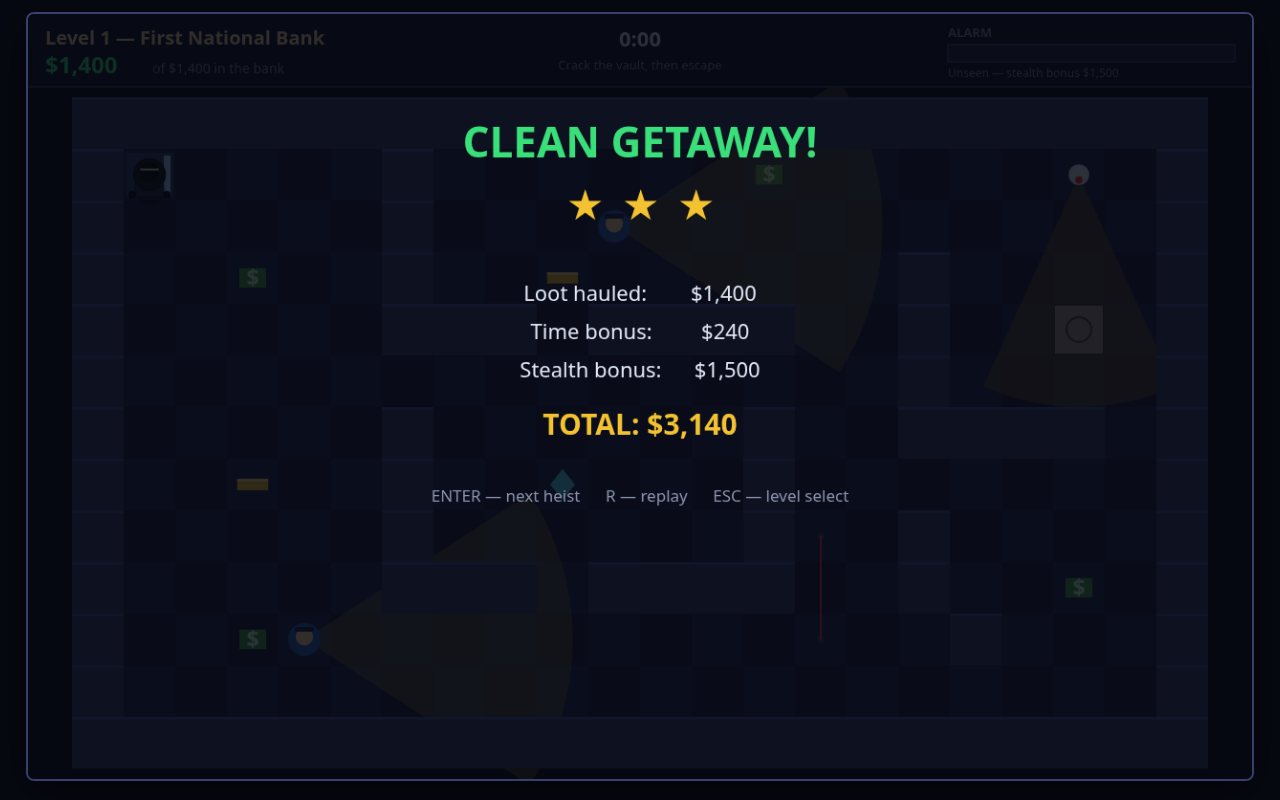 Level 1 — First National Bank
$1,400 of $1,400 in the bank
0:00
Crack the vault, then escape
ALARM
Unseen — stealth bonus $1,500
CLEAN GETAWAY!
$
$
Loot hauled: $1,400
Time bonus: $240
Stealth bonus: $1,500
TOTAL: $3,140
ENTER — next heist R — replay ESC — level select
$
$